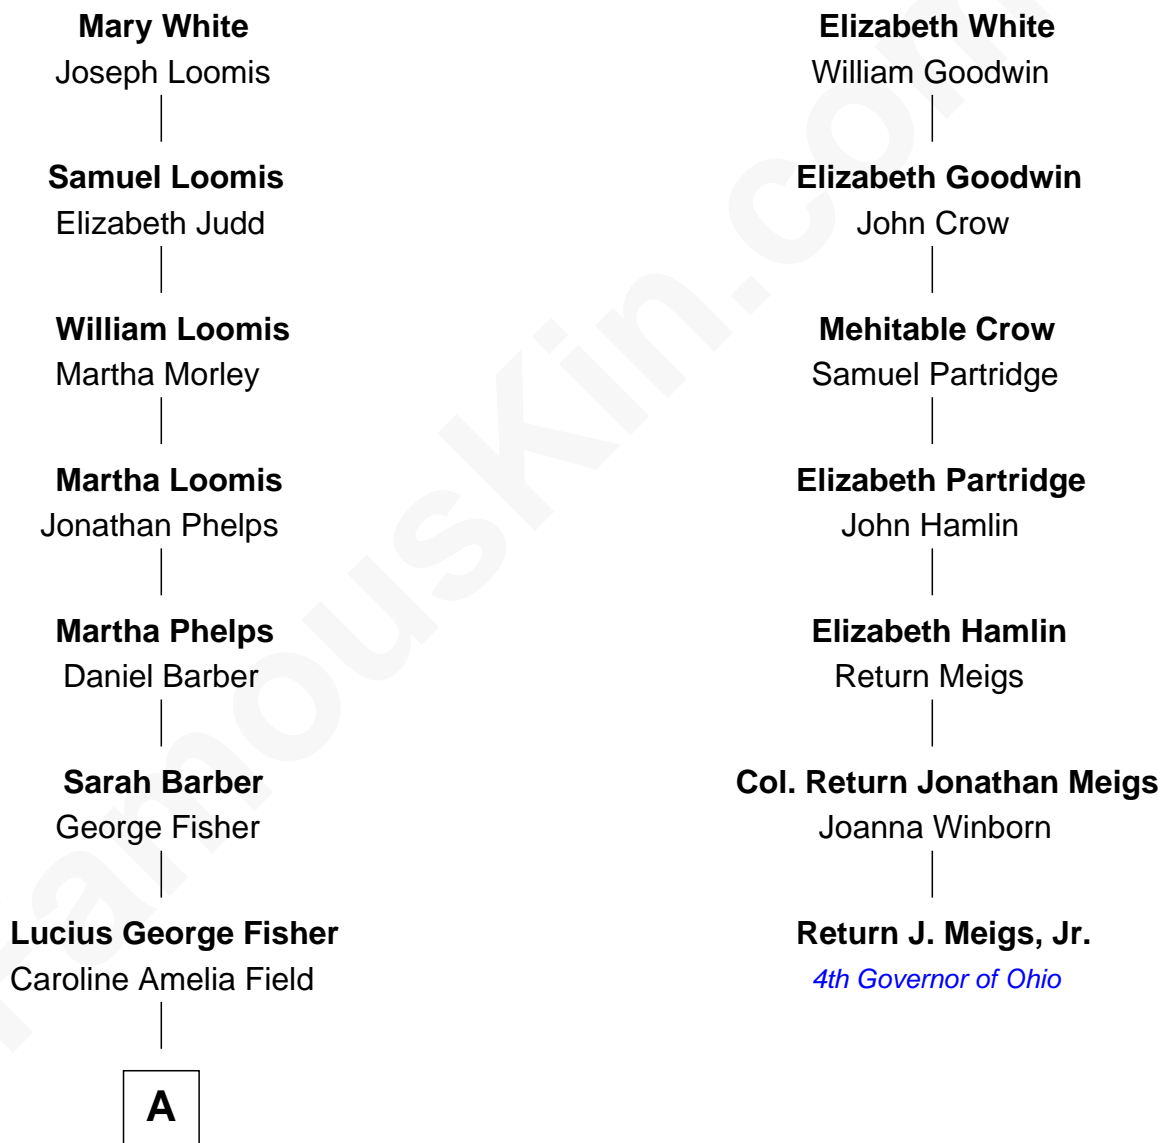 Mary White
Joseph Loomis
Samuel Loomis
Elizabeth Judd
William Loomis
Martha Morley
Martha Loomis
Jonathan Phelps
Martha Phelps
Daniel Barber
Sarah Barber
George Fisher
Lucius George Fisher
Caroline Amelia Field
A
Elizabeth White
William Goodwin
Elizabeth Goodwin
John Crow
Mehitable Crow
Samuel Partridge
Elizabeth Partridge
John Hamlin
Elizabeth Hamlin
Return Meigs
Col. Return Jonathan Meigs
Joanna Winborn
Return J. Meigs, Jr.
4th Governor of Ohio
FamousKin.com